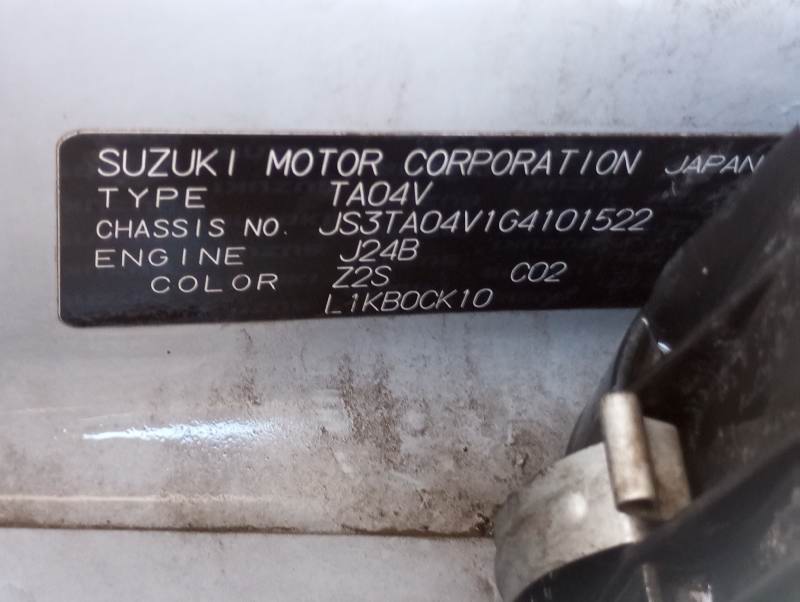 SUZUKI MOTOR CORPORATION JAPAN
TYPE TA04V
CHASSIS NO. JS3TA04V1G4101522
ENGINE J24B
COLOR Z2S C02
L1KB0CK10